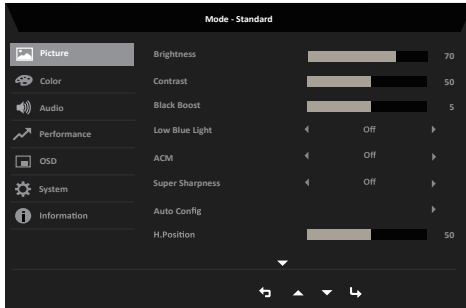 Mode - Standard
Picture
Brightness 70
Color
Contrast 50
Audio
Black Boost 5
Performance
Low Blue Light Off
OSD
ACM Off
System
Super Sharpness Off
Information
Auto Config
H.Position 50